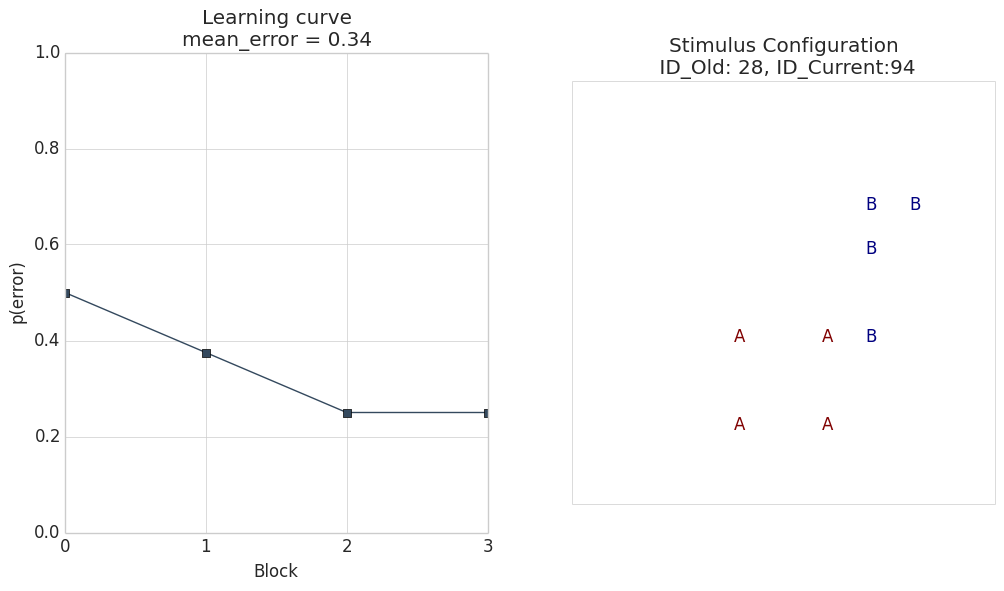 Learning curve
mean_error = 0.34
1.0
0.8
0.6
0.4
0.2
0.0
p(error)
0 1 2 3
Block
Stimulus Configuration
ID_Old: 28, ID_Current:94
B B
B
A A B
A A